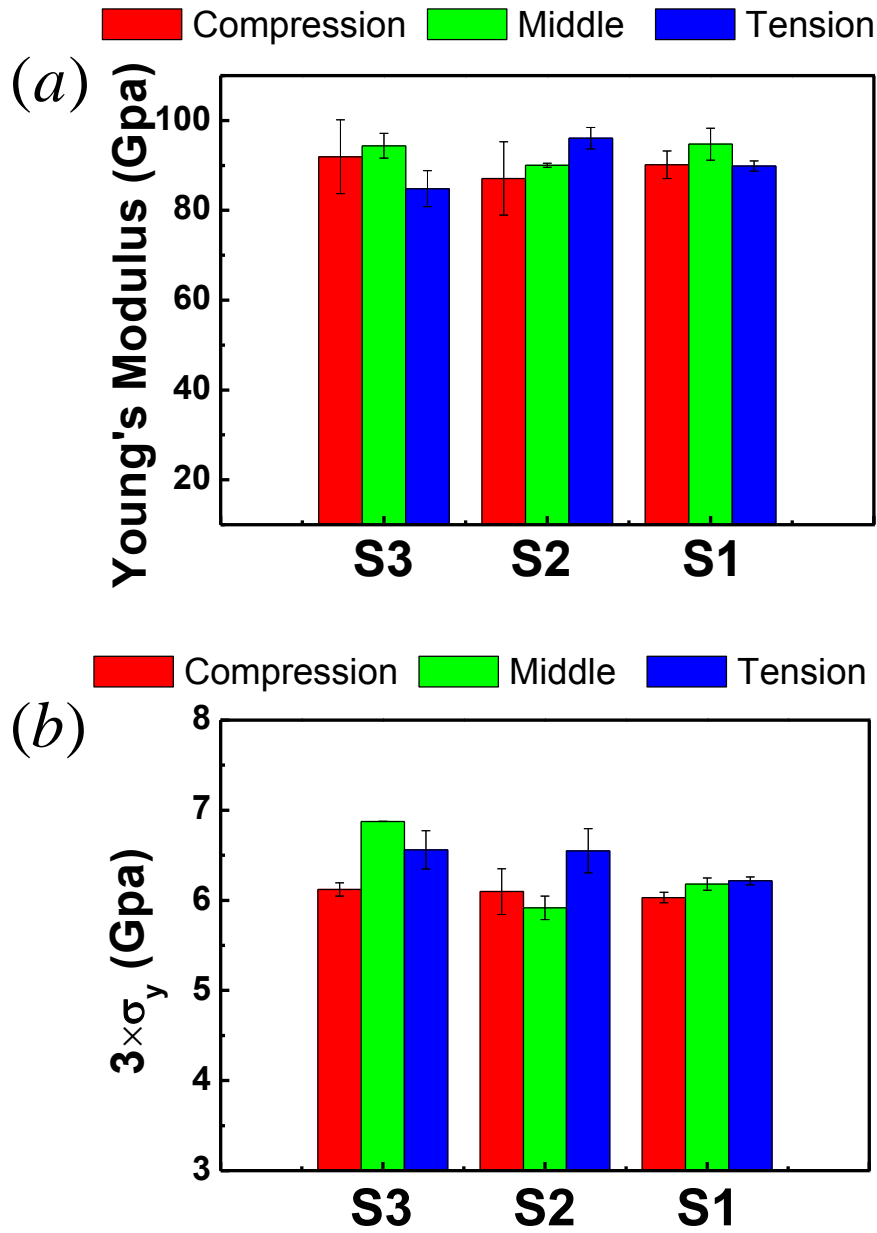 Compression Middle Tension
(a)
Young's Modulus (Gpa)
100
80
60
40
20
S3 S2 S1
Compression Middle Tension
(b)
3×σy (Gpa)
8
7
6
5
4
3
S3 S2 S1